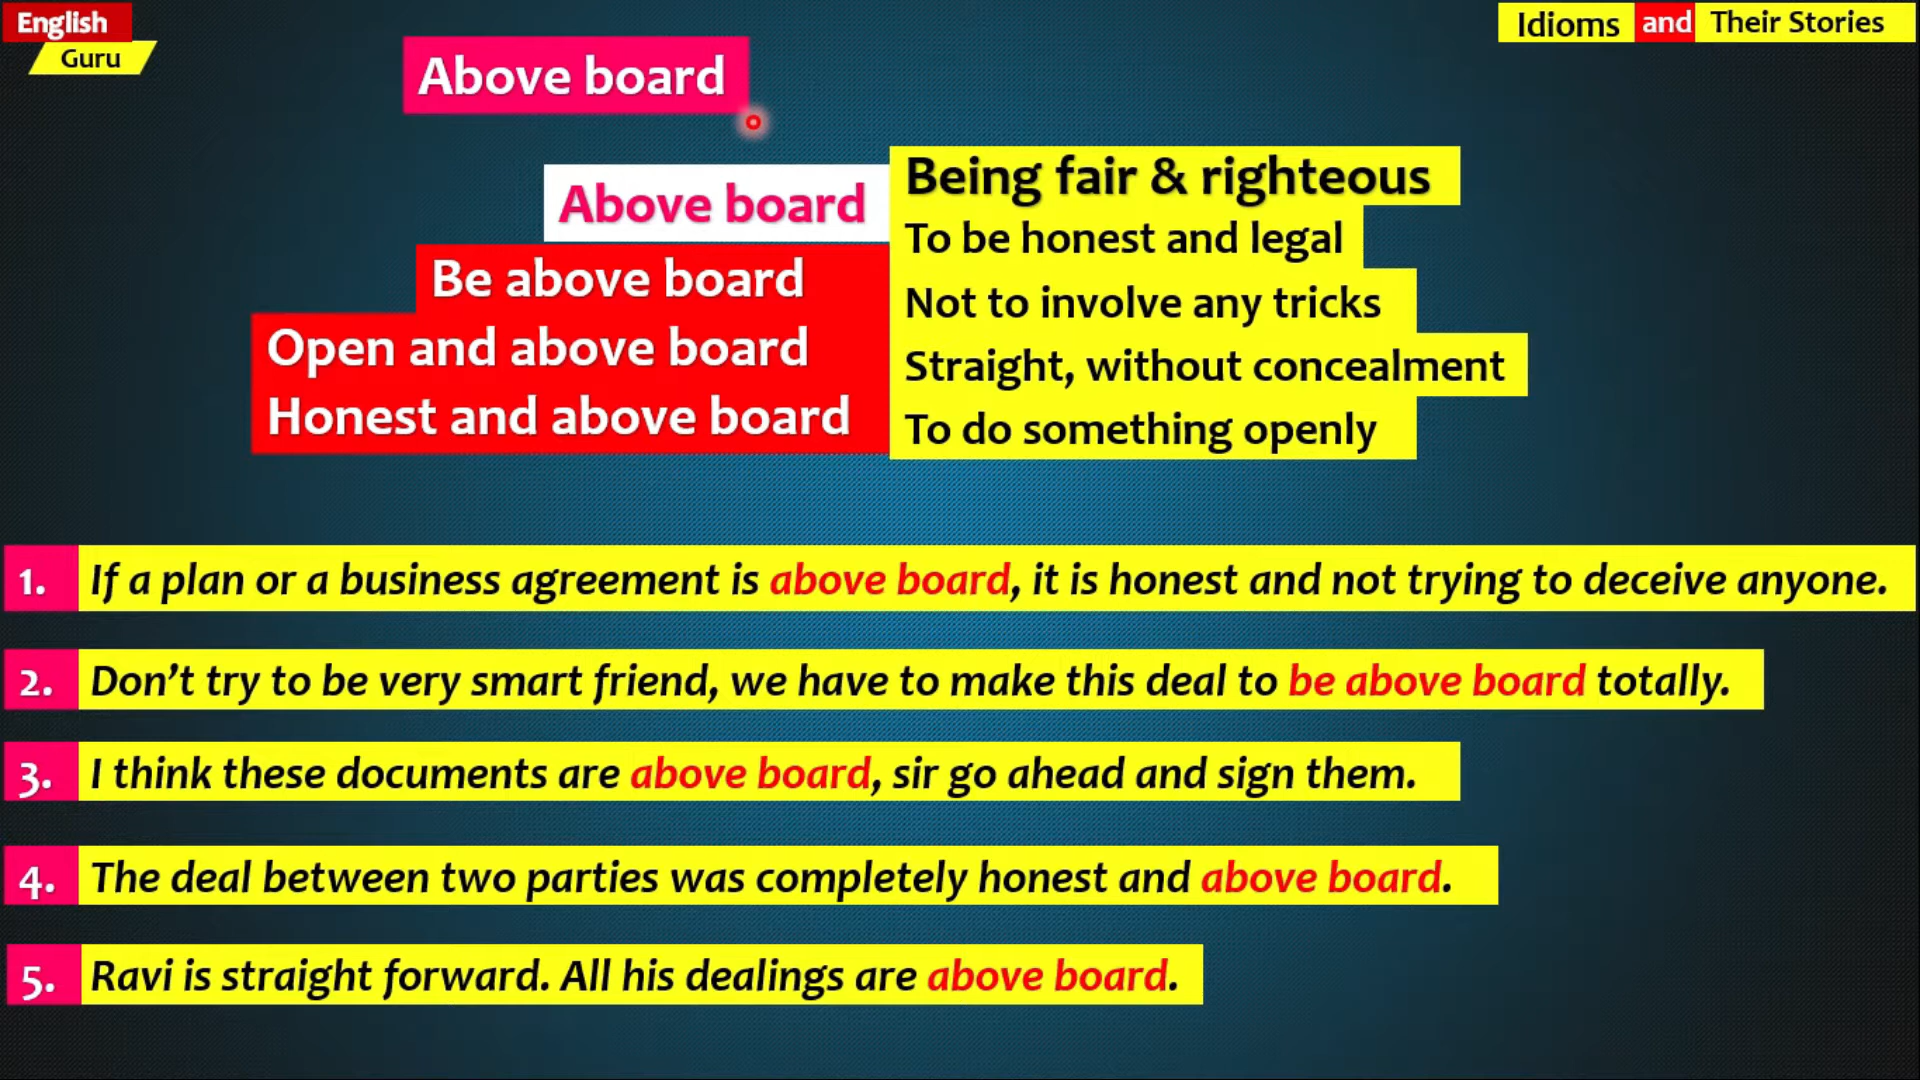 English
Guru
Idioms and Their Stories
Above board
Above board
Be above board
Open and above board
Honest and above board
Being fair & righteous
To be honest and legal
Not to involve any tricks
Straight, without concealment
To do something openly
1. If a plan or a business agreement is above board, it is honest and not trying to deceive anyone.
2. Don’t try to be very smart friend, we have to make this deal to be above board totally.
3. I think these documents are above board, sir go ahead and sign them.
4. The deal between two parties was completely honest and above board.
5. Ravi is straight forward. All his dealings are above board.